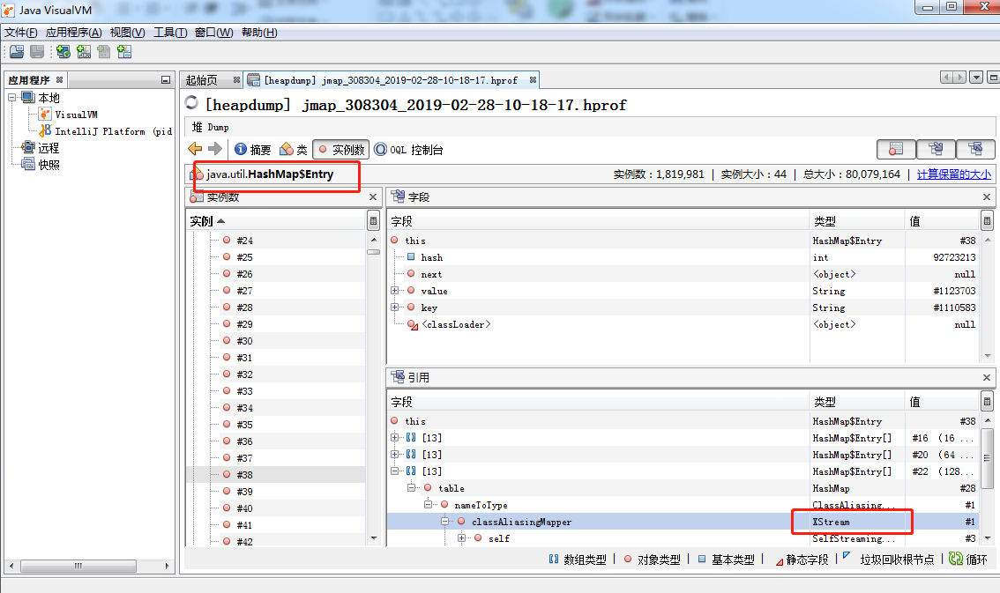 Java VisualVM
文件(F) 应用程序(A) 视图(V) 工具(T) 窗口(W) 帮助(H)
应用程序
本地
VisualVM
IntelliJ Platform (pid
远程
快照
起始页 [heapdump] jmap_308304_2019-02-28-10-18-17.hprof
[heapdump] jmap_308304_2019-02-28-10-18-17.hprof
堆 Dump
摘要 类 实例数 OQL 控制台
java.util.HashMap$Entry 实例数：1,819,981 | 实例大小：44 | 总大小：80,079,164 | 计算保留的大小
实例数
实例
#24
#25
#26
#27
#28
#29
#30
#31
#32
#33
#34
#35
#36
#37
#38
#39
#40
#41
#42
字段
字段 类型 值
this HashMap$Entry #38
hash int 92723213
next <object> null
value String #1123703
key String #1110583
<classLoader> <object> null
引用
字段 类型 值
this HashMap$Entry #38
[13] HashMap$Entry[] #16 (16 ...
[13] HashMap$Entry[] #20 (64 ...
[13] HashMap$Entry[] #22 (128...
table HashMap #28
nameToType ClassAliasing... #1
classAliasingMapper XStream #1
self SelfStreaming... #3
数组类型 | 对象类型 | 基本类型 | 静态字段 | 垃圾回收根节点 | 循环